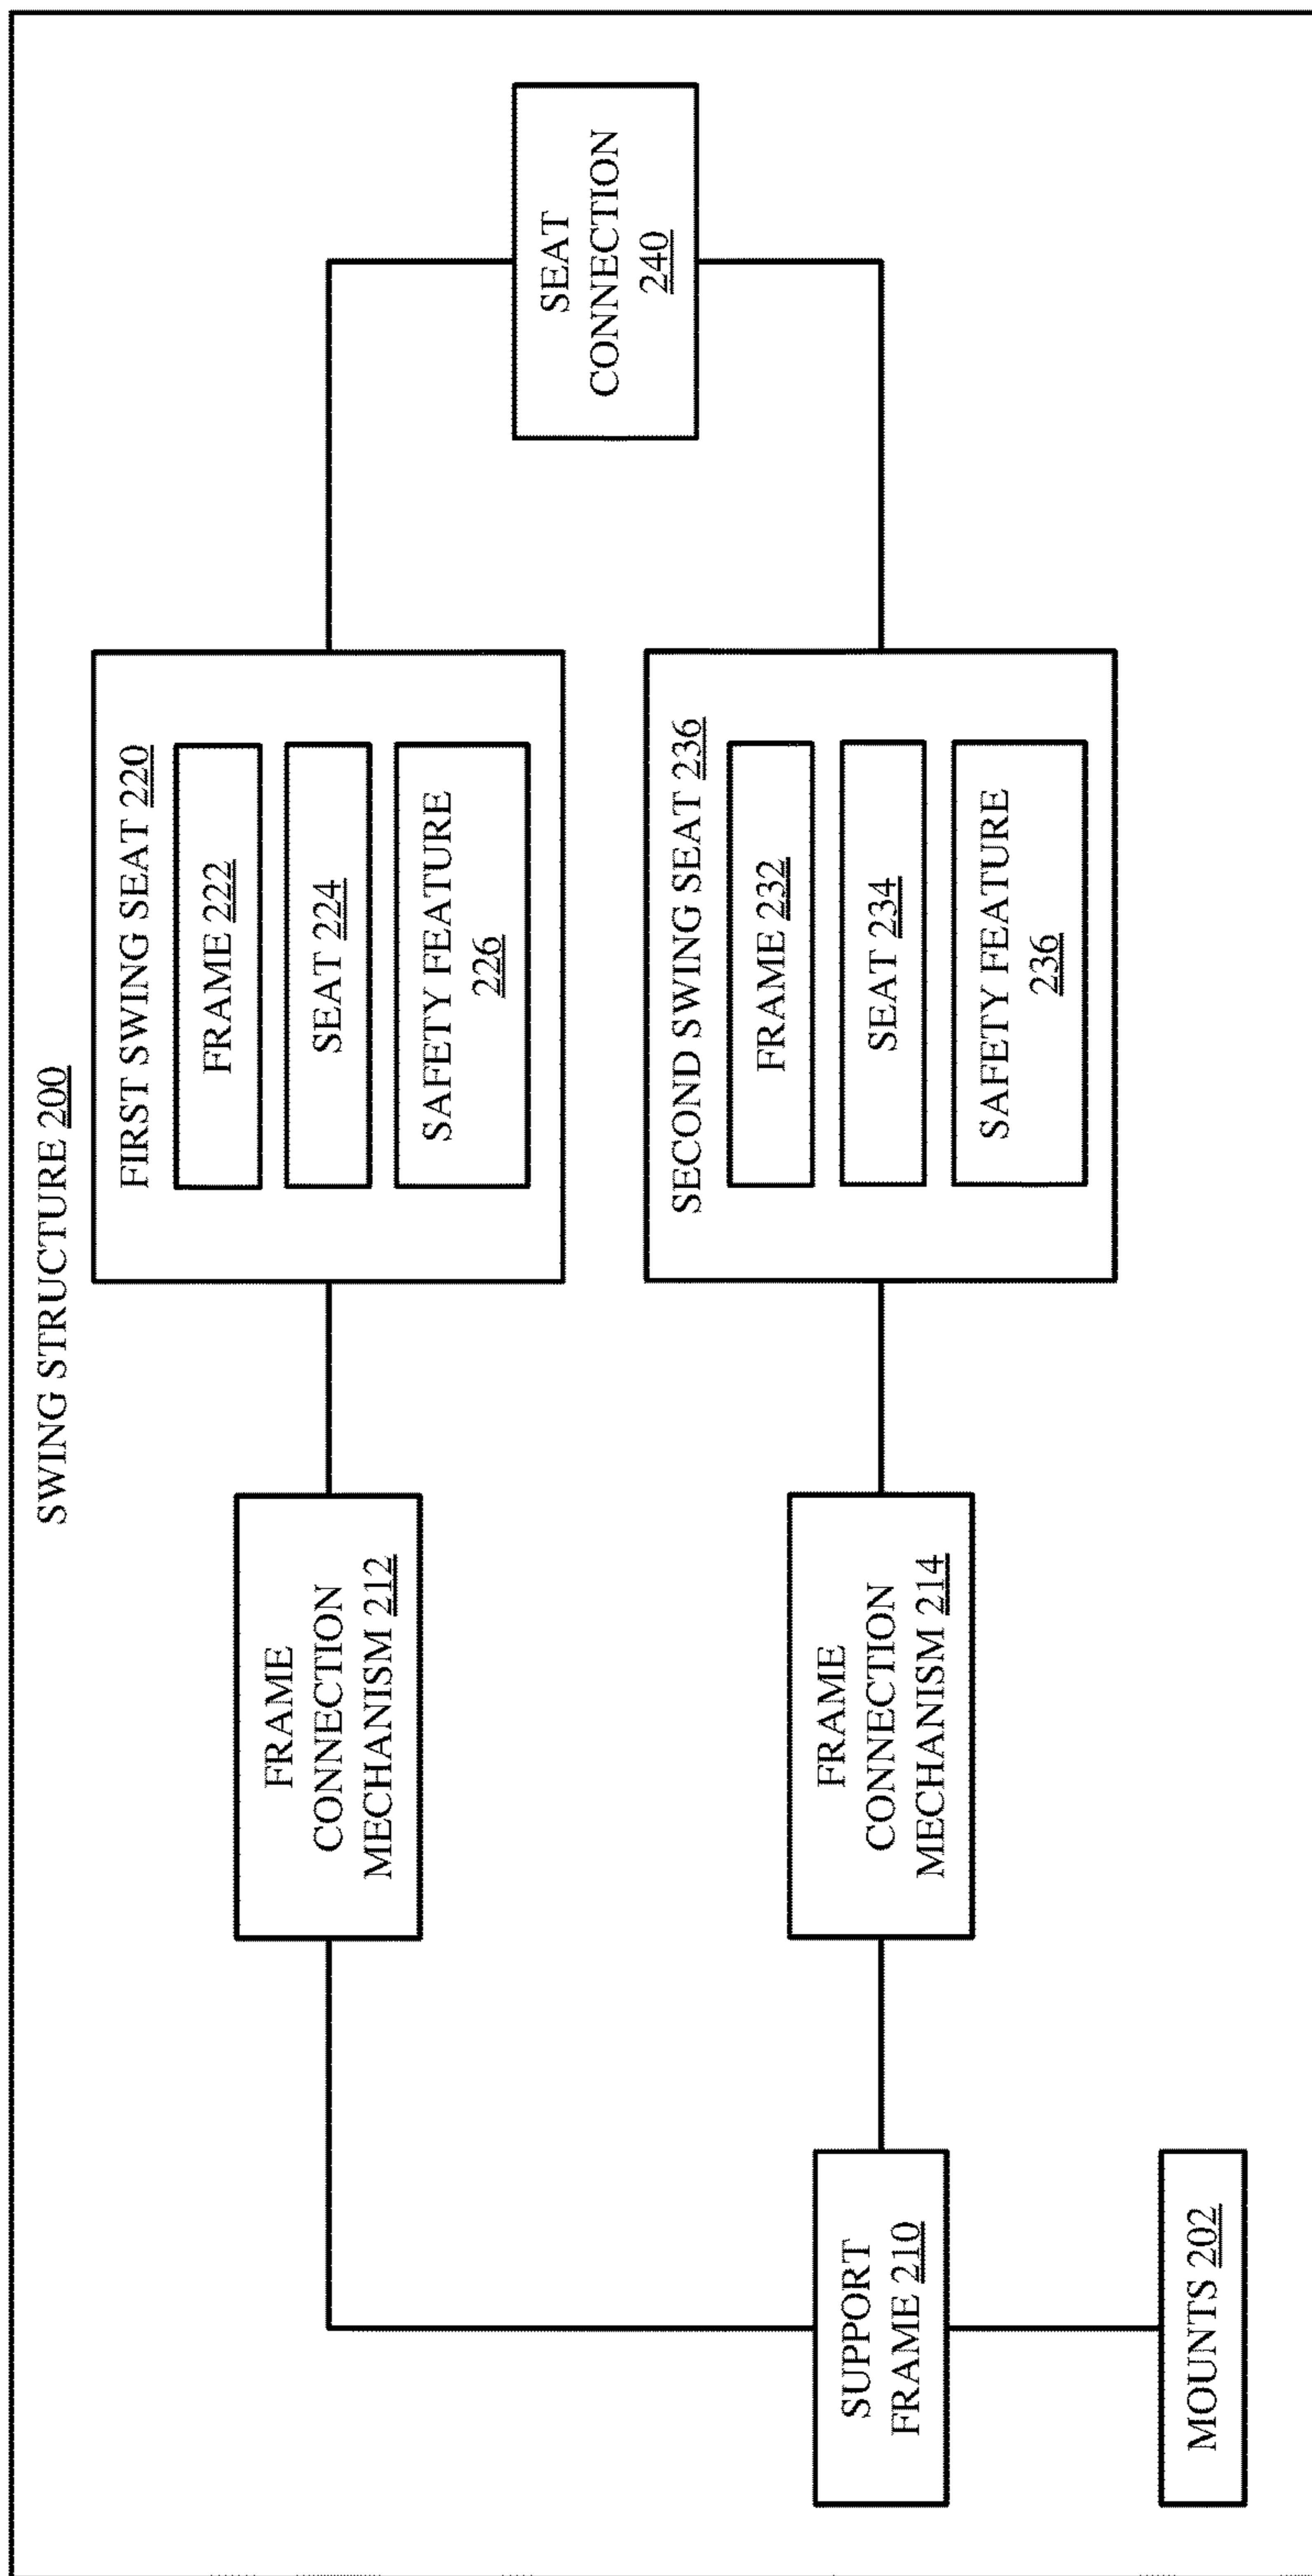 SWING STRUCTURE 200
FIRST SWING SEAT 220
FRAME 222
SEAT 224
SAFETY FEATURE
226
SECOND SWING SEAT 236
FRAME 232
SEAT 234
SAFETY FEATURE
236
SEAT
CONNECTION
240
FRAME
CONNECTION
MECHANISM 212
FRAME
CONNECTION
MECHANISM 214
SUPPORT
FRAME 210
MOUNTS 202